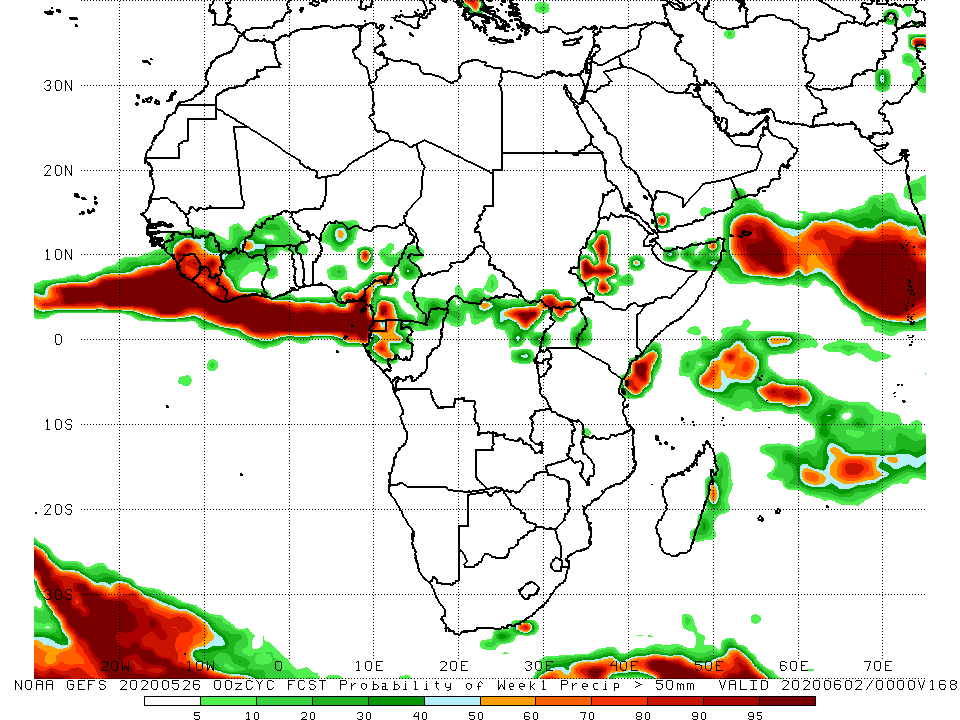 30N
20N
10N
0
10S
20S
30S
20W 10W 0 10E 20E 30E 40E 50E 60E 70E
NOAA GEFS 20200526 00zCYC FCST Probability of Week1 Precip > 50mm VALID 20200602/0000V168
5 10 20 30 40 50 60 70 80 90 95